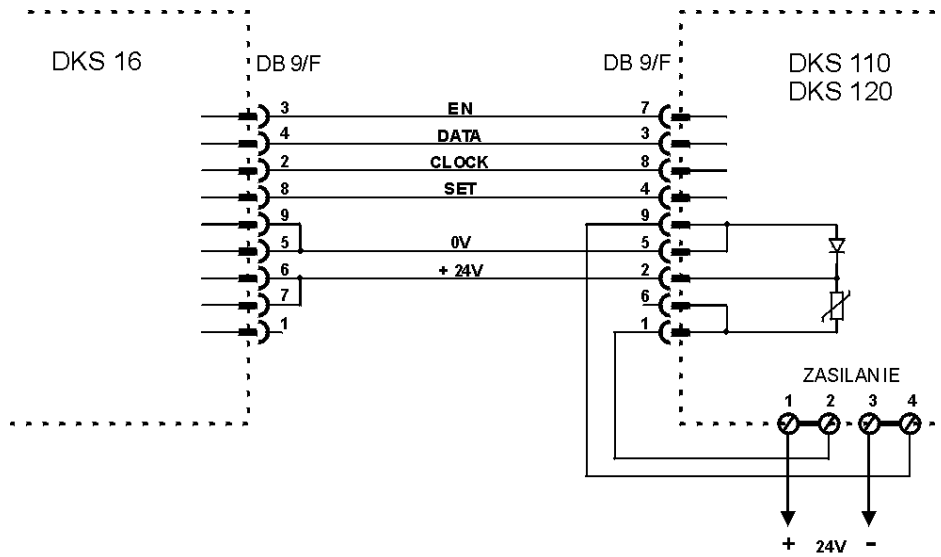 DKS 16
DB 9/F
DB 9/F
DKS 110
DKS 120
3 EN 7
4 DATA 3
2 CLOCK 8
8 SET 4
9 9
5 0V 5
6 + 24V 2
7 6
1 1
ZASILANIE
1 2 3 4
+ 24V -